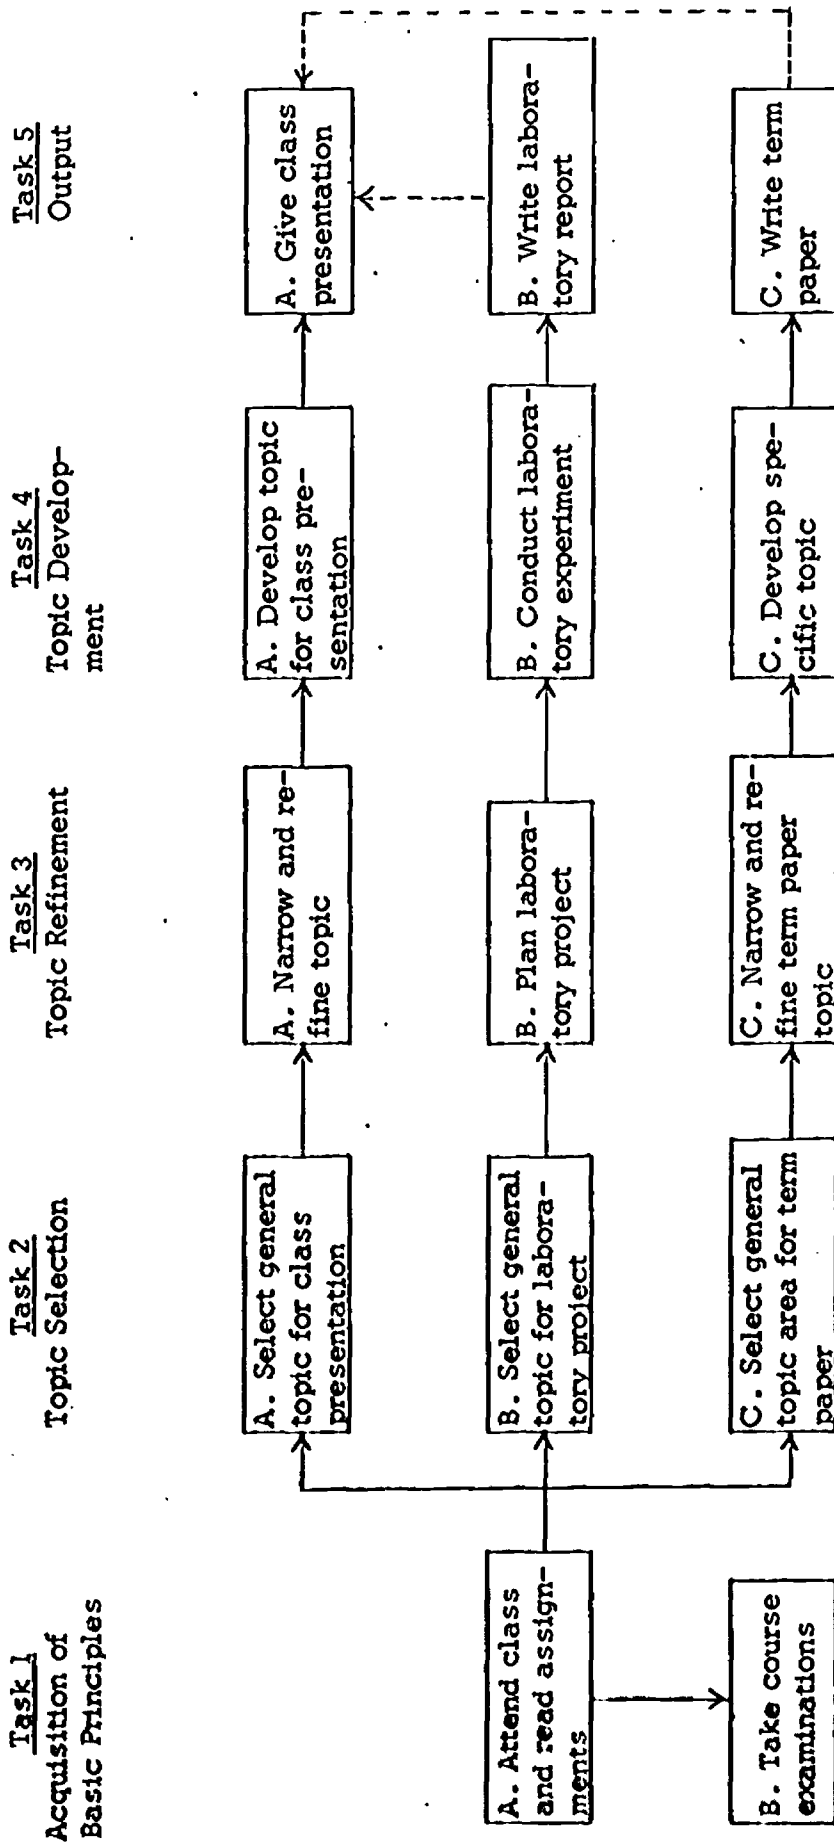 Task 1
Acquisition of
Basic Principles
Task 2
Topic Selection
Task 3
Topic Refinement
Task 4
Topic Develop-
ment
Task 5
Output
A. Select general
topic for class
presentation
A. Narrow and re-
fine topic
A. Develop topic
for class pre-
sentation
A. Give class
presentation
A. Attend class
and read assign-
ments
B. Select general
topic for labora-
tory project
B. Plan labora-
tory project
B. Conduct labora-
tory experiment
B. Write labora-
tory report
B. Take course
examinations
C. Select general
topic area for term
paper
C. Narrow and re-
fine term paper
topic
C. Develop spe-
cific topic
C. Write term
paper